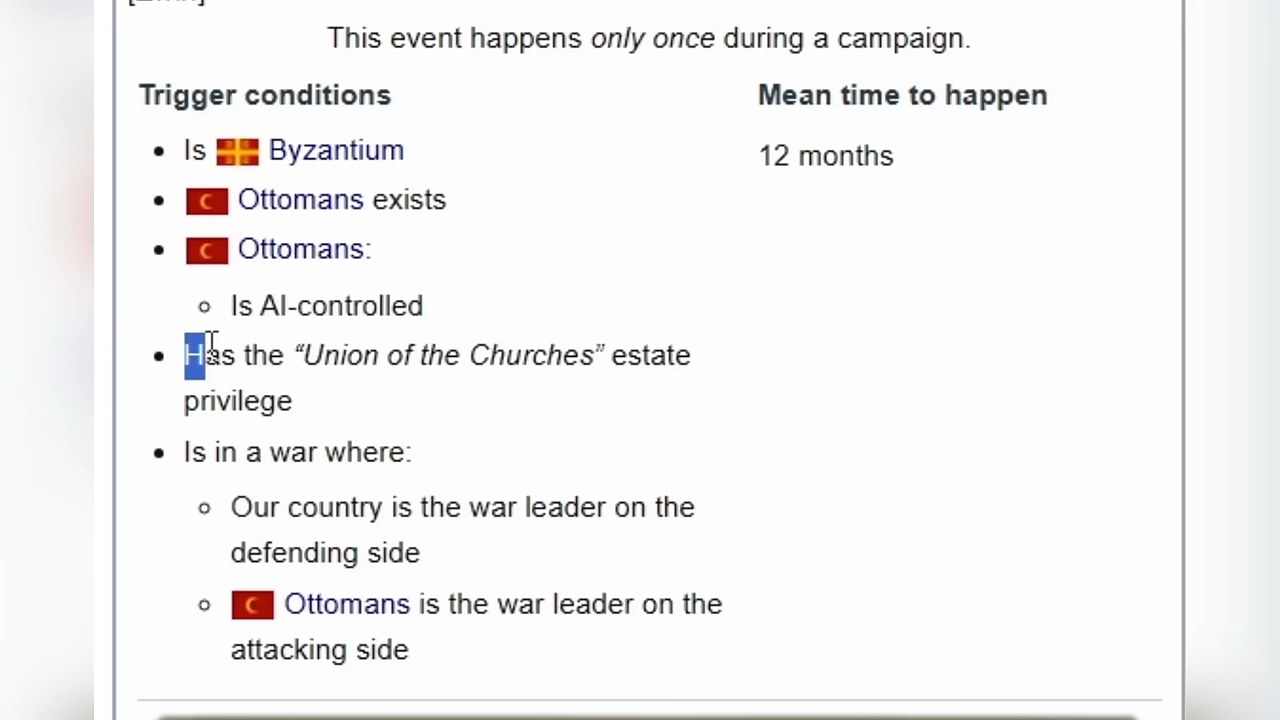 This event happens only once during a campaign.
Trigger conditions
Mean time to happen
Is Byzantium
12 months
Ottomans exists
Ottomans:
Is AI-controlled
Has the “Union of the Churches” estate
privilege
Is in a war where:
Our country is the war leader on the
defending side
Ottomans is the war leader on the
attacking side